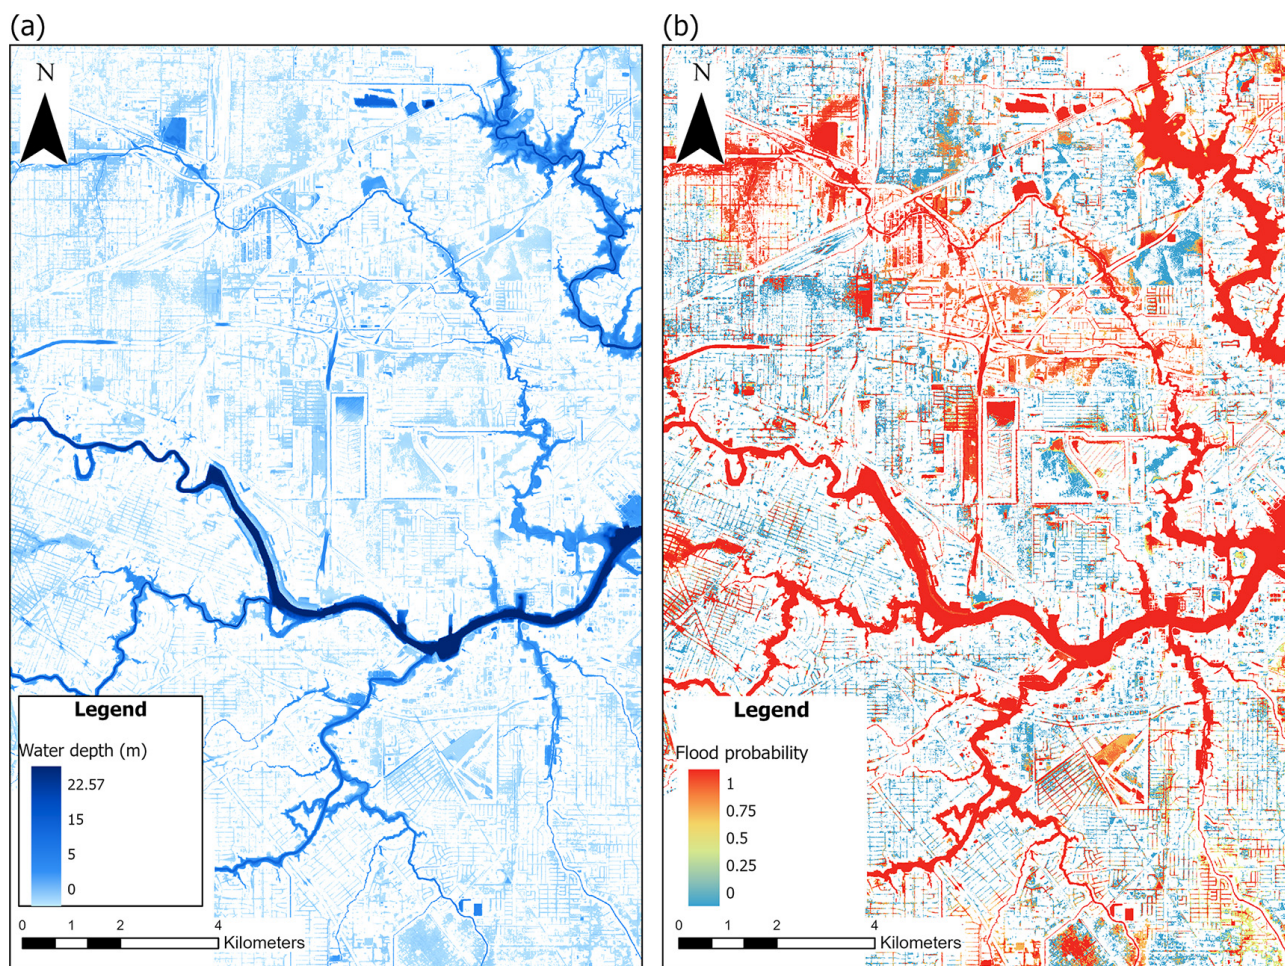 (a)
N
Legend
Water depth (m)
22.57
15
5
0
0 1 2 4
Kilometers
(b)
N
Legend
Flood probability
1
0.75
0.5
0.25
0
0 1 2 4
Kilometers